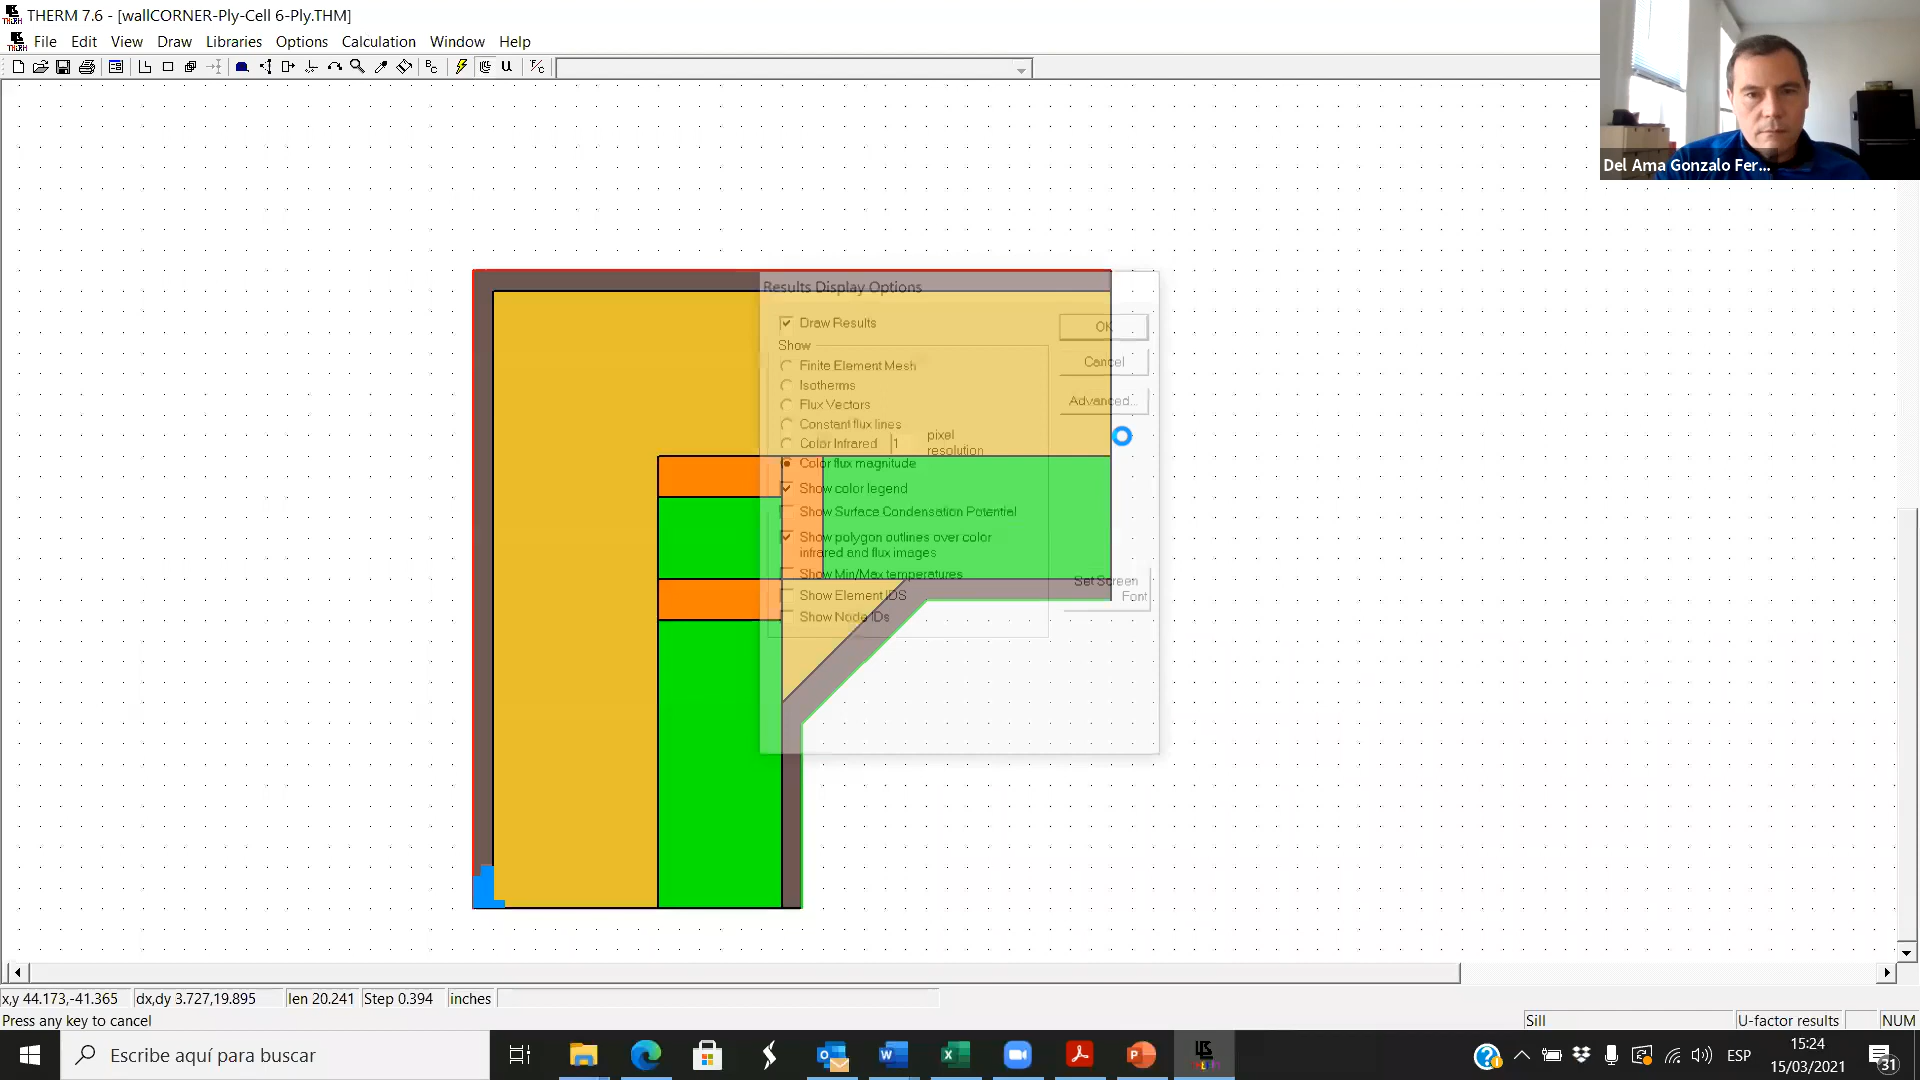 THERM 7.6 - [wallCORNER-Ply-Cell 6-Ply.THM]
File Edit View Draw Libraries Options Calculation Window Help
Del Ama Gonzalo Fer...
Results Display Options
Draw Results
OK
Show
Cancel
Finite Element Mesh
Isotherms
Advanced...
Flux Vectors
Constant flux lines
Color Infrared 1 pixel resolution
Color flux magnitude
Show color legend
Show Surface Condensation Potential
Show polygon outlines over color
infrared and flux images
Show Min/Max temperatures
Set Screen
Font
Show Element IDS
Show Node IDs
x,y 44.173,-41.365 dx,dy 3.727,19.895 len 20.241 Step 0.394 inches
Press any key to cancel
Sill U-factor results NUM
Escribe aquí para buscar
ESP
15:24
15/03/2021
31